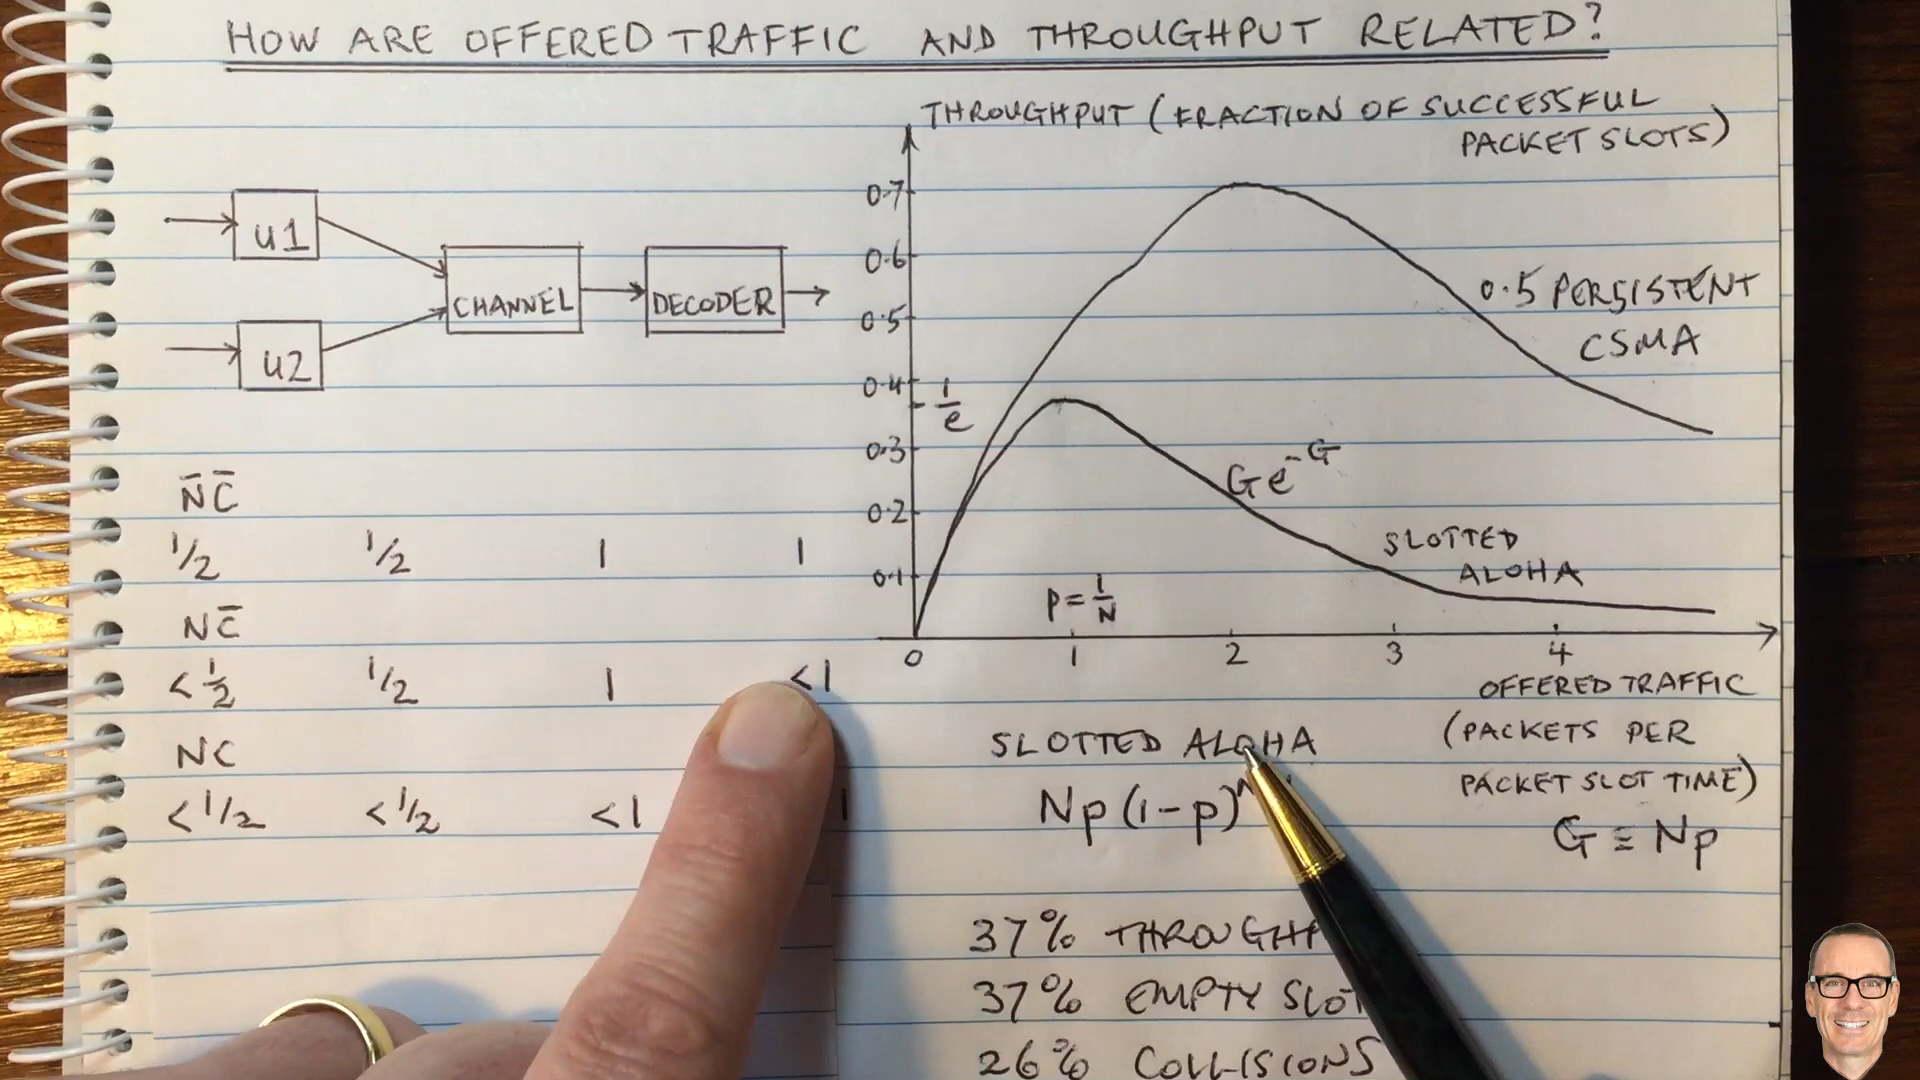 HOW ARE OFFERED TRAFFIC AND THROUGHPUT RELATED?
THROUGHPUT (FRACTION OF SUCCESSFUL
PACKET SLOTS)
u1
u2
CHANNEL
DECODER
0.7
0.6
0.5
0.4
1/e
0.3
0.2
0.1
0 1 2 3 4
0.5 PERSISTENT
CSMA
Ge^-G
SLOTTED
ALOHA
p = 1/N
OFFERED TRAFFIC
(PACKETS PER
PACKET SLOT TIME)
G ≡ Np
N̄ C̄
1/2 1/2 1 1
N C̄
<1/2 1/2 1 <1
NC
<1/2 <1/2 <1
SLOTTED ALOHA
Np(1-p)
37%
37% EMPTY
26% COLLISIONS